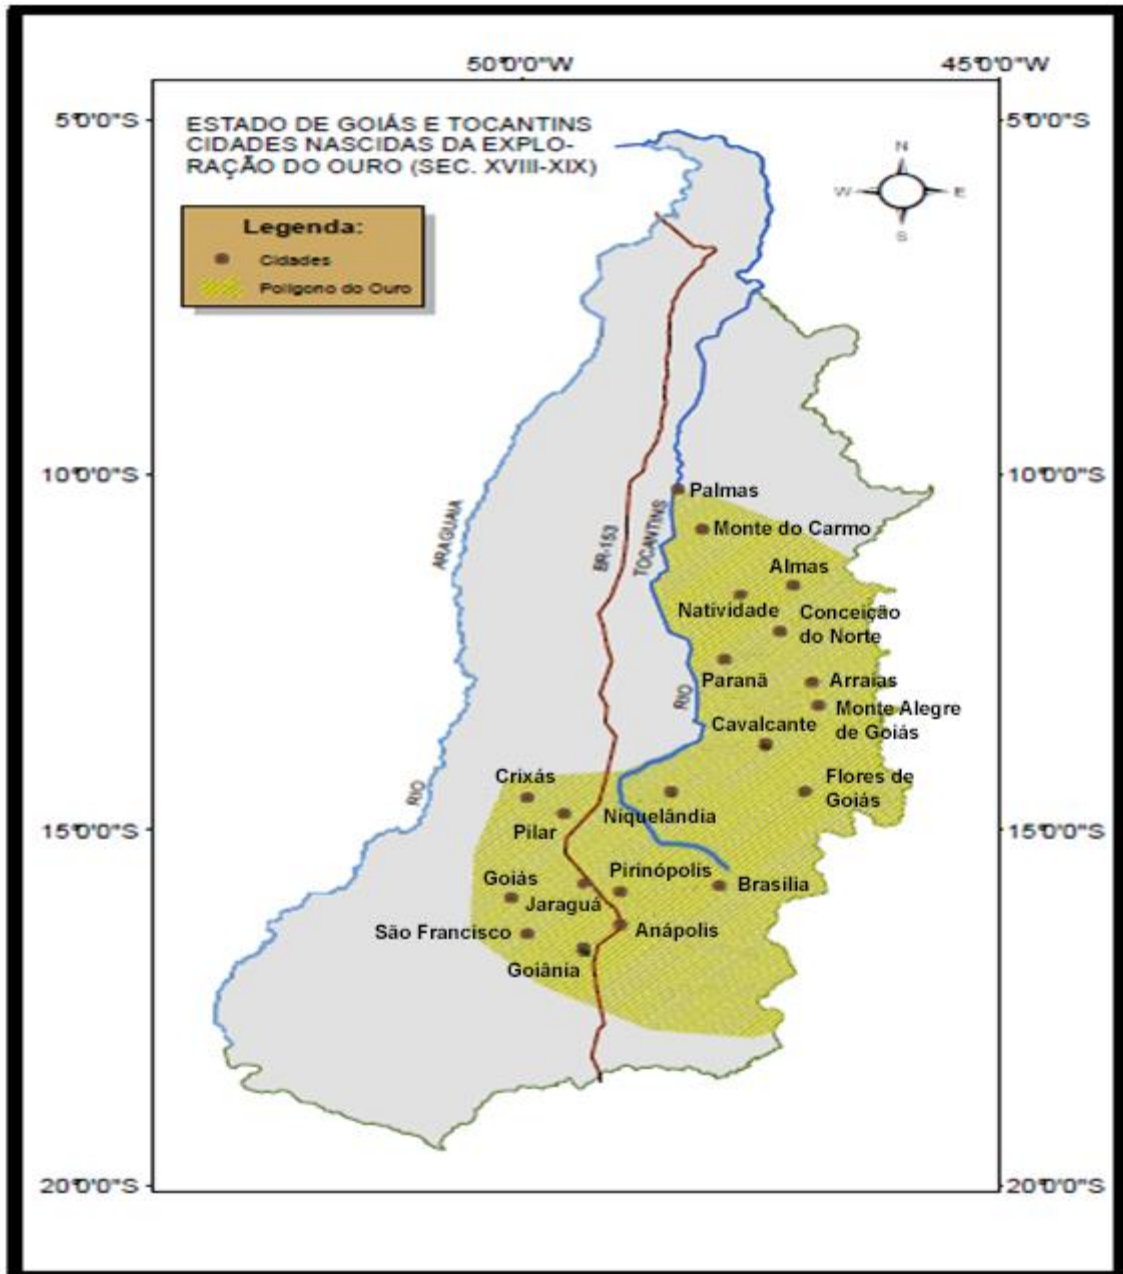 50°0'0"W
45°0'0"W
5°0'0"S
5°0'0"S
ESTADO DE GOIÁS E TOCANTINS
CIDADES NASCIDAS DA EXPLO-
RAÇÃO DO OURO (SEC. XVIII-XIX)
N
W
E
S
Legenda:
Cidades
Polígono do Ouro
10°0'0"S
10°0'0"S
Palmas
ARAGUAIA
BR-153
TOCANTINS
Monte do Carmo
Almas
Natividade
Conceição
do Norte
Paranã
Arraias
RIO
Monte Alegre
de Goiás
Cavalcante
Crixás
Flores de
Goiás
RIO
Niquelândia
Pilar
15°0'0"S
15°0'0"S
Pirinópolis
Goiás
Brasília
Jaraguá
São Francisco
Anápolis
Goiânia
20°0'0"S
20°0'0"S